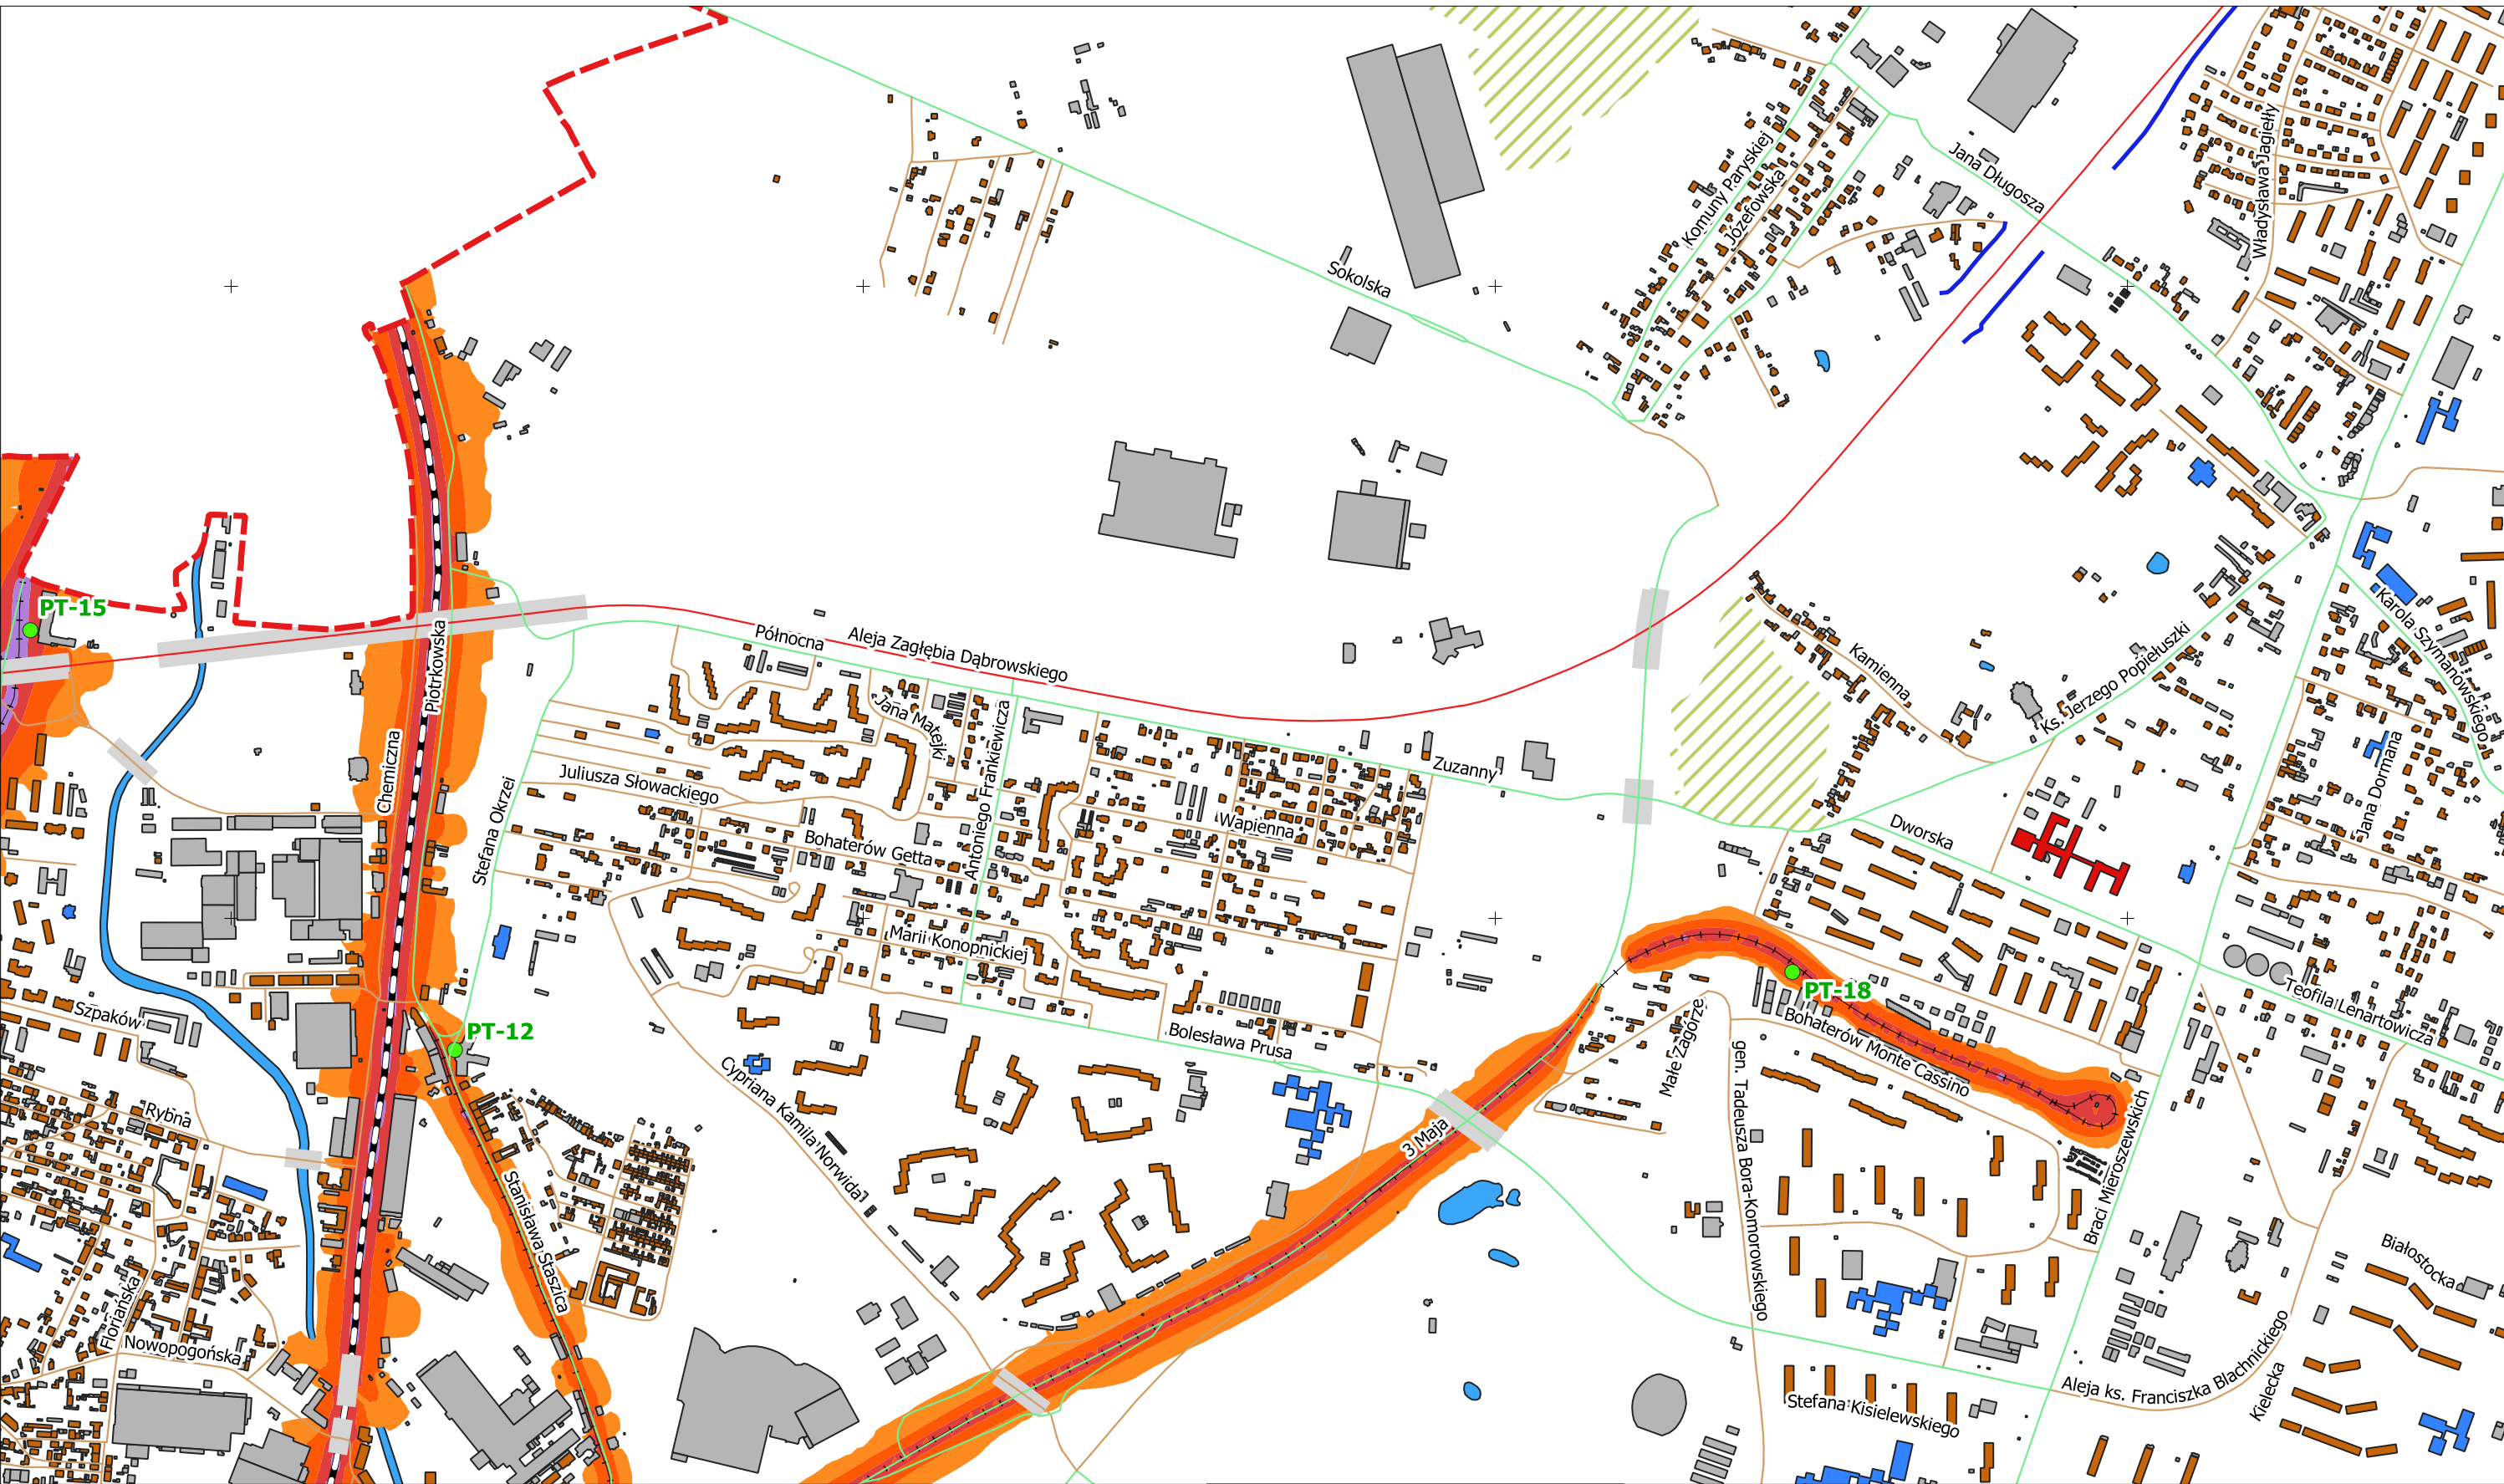 Komuny Paryskiej
Józefowska
Jana Długosza
Władysława Jagiełły
Sokolska
PT-15
Piotrkowska
Północna
Aleja Zagłębia Dąbrowskiego
Kamienna
Ks. Jerzego Popiełuszki
Karola Szymanowskiego
Jana Matejki
Chemiczna
Juliusza Słowackiego
Antoniego Frankiewicza
Zuzanny
Jana Dormana
Stefana Okrzei
Bohaterów Getta
Wapienna
Dworska
Marii Konopnickiej
PT-18
Szpaków
PT-12
Bolesława Prusa
Małe Zagórze
Bohaterów Monte Cassino
Teofila Lenartowicza
Rybna
Cypriana Kamila Norwida
3 Maja
gen. Tadeusza Bora-Komorowskiego
Braci Mieroszewskich
Stanisława Staszica
Białostocka
Floriańska
Nowopogońska
Aleja ks. Franciszka Blachnickiego
Kielecka
Stefana Kisielewskiego